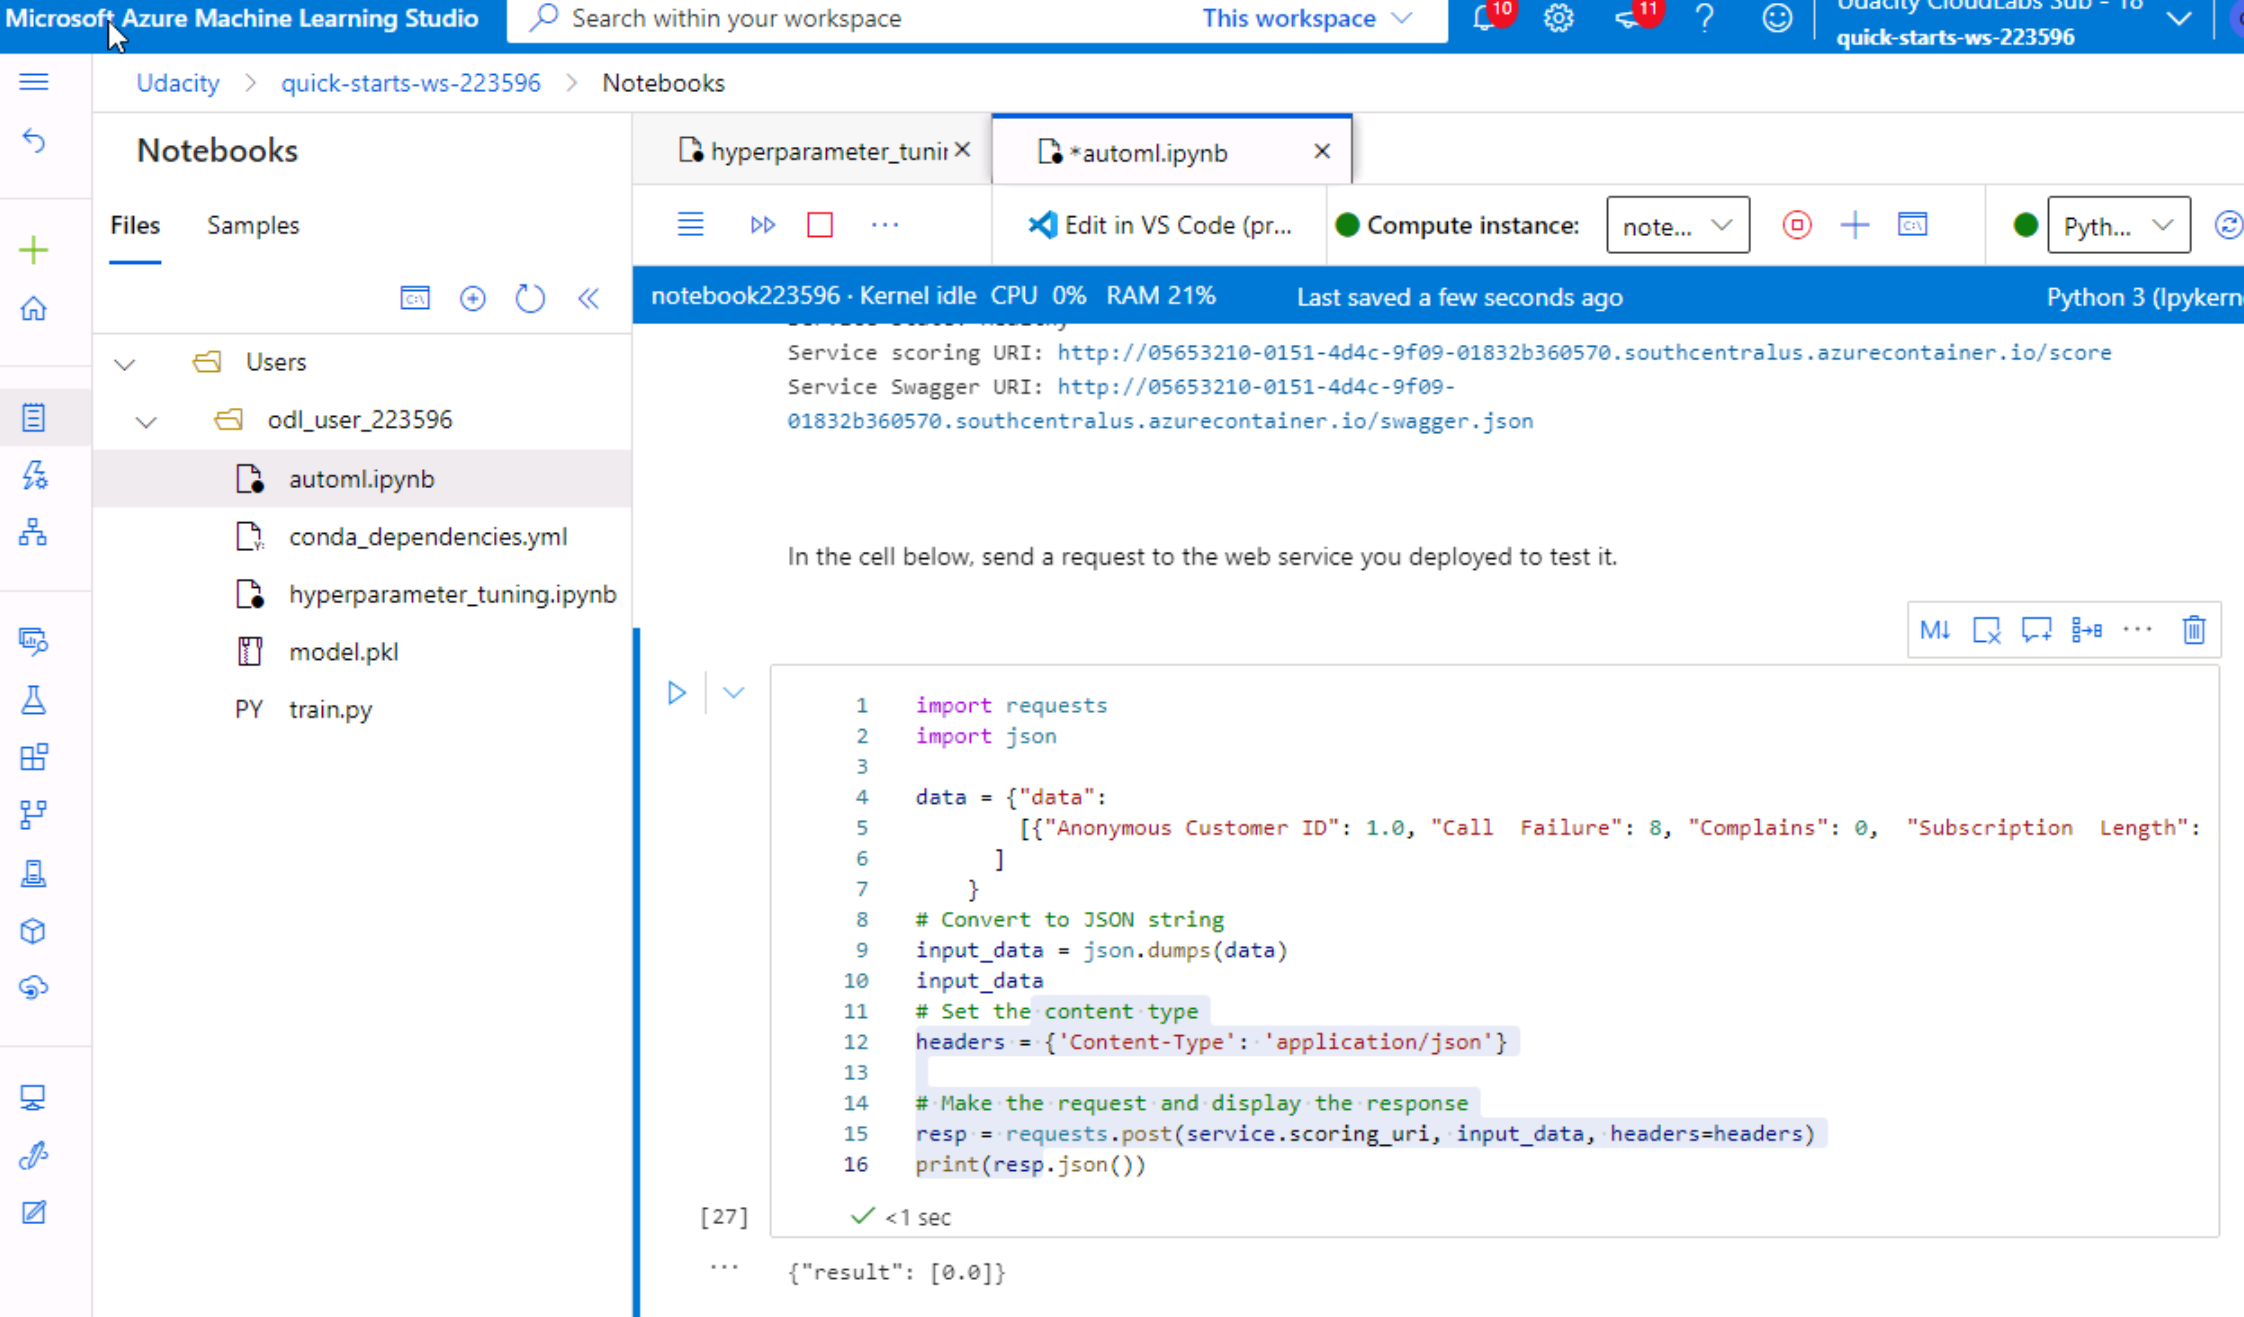 Microsoft Azure Machine Learning Studio
Search within your workspace
This workspace
10
11
?
Udacity CloudLabs Sub - 18
quick-starts-ws-223596
Udacity > quick-starts-ws-223596 > Notebooks
Notebooks
Files
Samples
Users
odl_user_223596
automl.ipynb
conda_dependencies.yml
hyperparameter_tuning.ipynb
model.pkl
PY train.py
hyperparameter_tunir
*automl.ipynb
Edit in VS Code (pr...
Compute instance:
note...
Pyth...
notebook223596 · Kernel idle CPU 0% RAM 21%
Last saved a few seconds ago
Python 3 (Ipykern
Service scoring URI: http://05653210-0151-4d4c-9f09-01832b360570.southcentralus.azurecontainer.io/score
Service Swagger URI: http://05653210-0151-4d4c-9f09-
01832b360570.southcentralus.azurecontainer.io/swagger.json
In the cell below, send a request to the web service you deployed to test it.
M↓
1 import requests
2 import json
3
4 data = {"data":
5 [{"Anonymous Customer ID": 1.0, "Call  Failure": 8, "Complains": 0,  "Subscription  Length":
6 ]
7 }
8 # Convert to JSON string
9 input_data = json.dumps(data)
10 input_data
11 # Set the content type
12 headers = {'Content-Type': 'application/json'}
13
14 # Make the request and display the response
15 resp = requests.post(service.scoring_uri, input_data, headers=headers)
16 print(resp.json())
[27]
<1 sec
{"result": [0.0]}